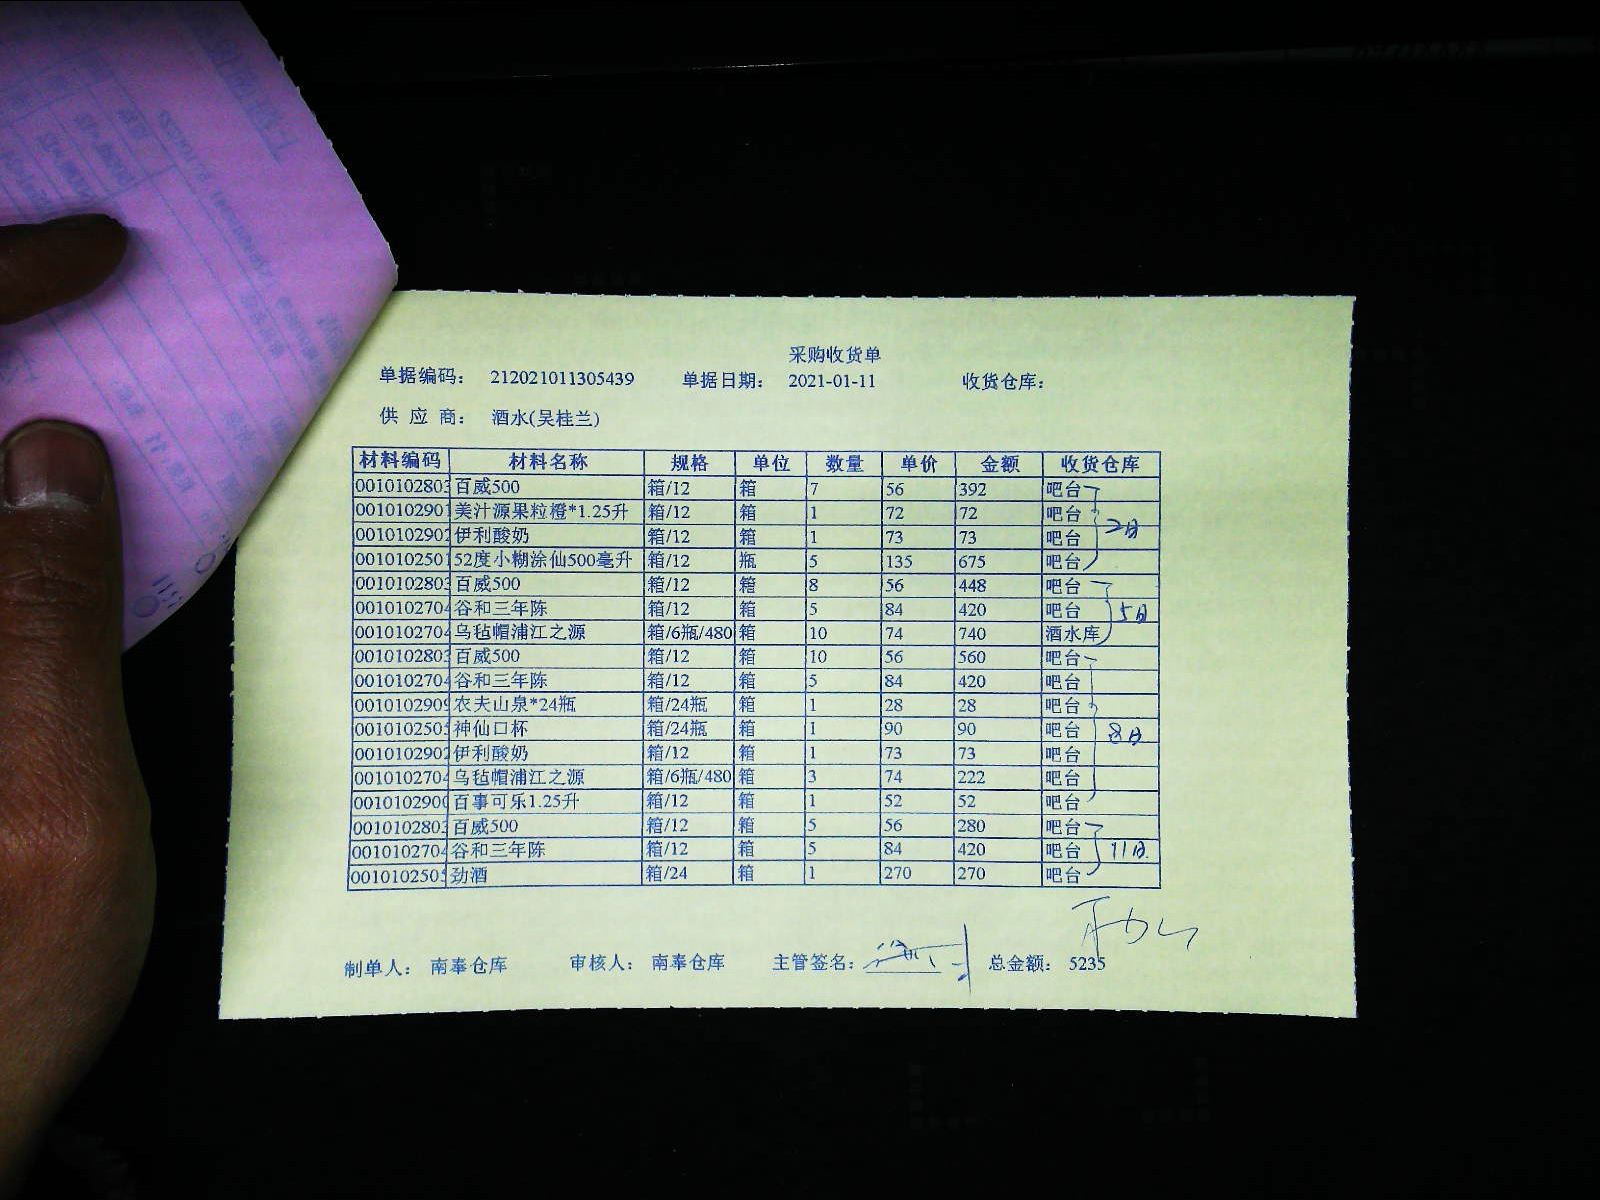 采购收货单
单据编码： 212021011305439 单据日期： 2021-01-11 收货仓库：
供 应 商： 酒水(吴桂兰)
材料编码 材料名称 规格 单位 数量 单价 金额 收货仓库
0010102803 百威500 箱/12 箱 7 56 392 吧台
0010102901 美汁源果粒橙*1.25升 箱/12 箱 1 72 72 吧台
0010102902 伊利酸奶 箱/12 箱 1 73 73 吧台 2日
0010102501 52度小糊涂仙500毫升 箱/12 瓶 5 135 675 吧台
0010102803 百威500 箱/12 箱 8 56 448 吧台
0010102704 谷和三年陈 箱/12 箱 5 84 420 吧台 5日
0010102704 乌毡帽浦江之源 箱/6瓶/480 箱 10 74 740 酒水库
0010102803 百威500 箱/12 箱 10 56 560 吧台
0010102704 谷和三年陈 箱/12 箱 5 84 420 吧台
0010102909 农夫山泉*24瓶 箱/24瓶 箱 1 28 28 吧台
0010102505 神仙口杯 箱/24瓶 箱 1 90 90 吧台 8日
0010102902 伊利酸奶 箱/12 箱 1 73 73 吧台
0010102704 乌毡帽浦江之源 箱/6瓶/480 箱 3 74 222 吧台
0010102900 百事可乐1.25升 箱/12 箱 1 52 52 吧台
0010102803 百威500 箱/12 箱 5 56 280 吧台
0010102704 谷和三年陈 箱/12 箱 5 84 420 吧台 11日
0010102505 劲酒 箱/24 箱 1 270 270 吧台
制单人： 南奉仓库 审核人： 南奉仓库 主管签名： 总金额： 5235